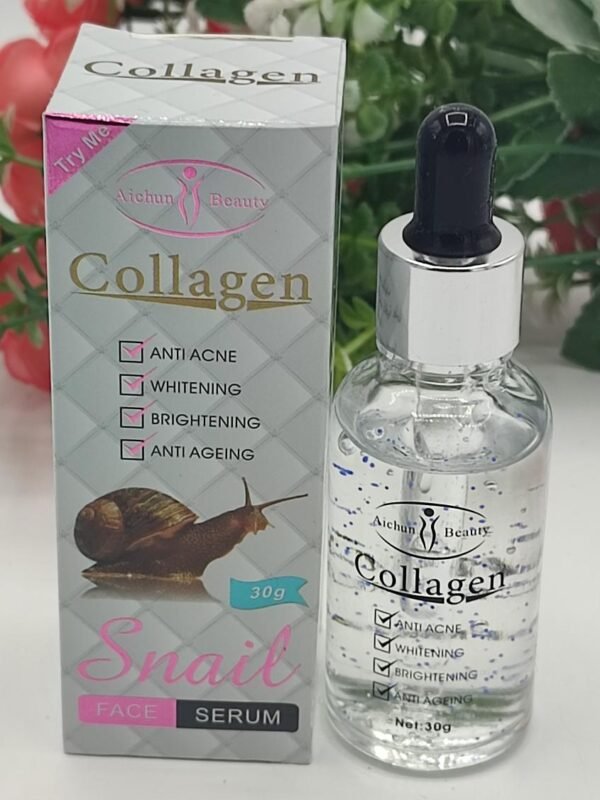 Collagen
Try Me
Aichun Beauty
Collagen
ANTI ACNE
WHITENING
BRIGHTENING
ANTI AGEING
30g
Snail
FACE SERUM
Aichun Beauty
Collagen
ANTI ACNE
WHITENING
BRIGHTENING
ANTI AGEING
Net:30g